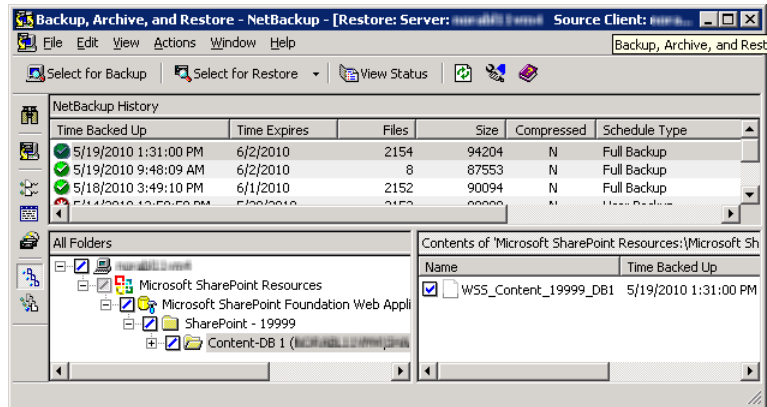 Backup, Archive, and Restore - NetBackup - [Restore: Server: Source Client:
File Edit View Actions Window Help
Backup, Archive, and Rest
Select for Backup Select for Restore View Status
NetBackup History
Time Backed Up Time Expires Files Size Compressed Schedule Type
5/19/2010 1:31:00 PM 6/2/2010 2154 94204 N Full Backup
5/19/2010 9:48:09 AM 6/2/2010 8 87553 N Full Backup
5/18/2010 3:49:10 PM 6/1/2010 2152 90094 N Full Backup
All Folders
Contents of 'Microsoft SharePoint Resources:\Microsoft Sh
Name Time Backed Up
Microsoft SharePoint Resources
WSS_Content_19999_DB1 5/19/2010 1:31:00 PM
Microsoft SharePoint Foundation Web Appli
SharePoint - 19999
Content-DB 1 (